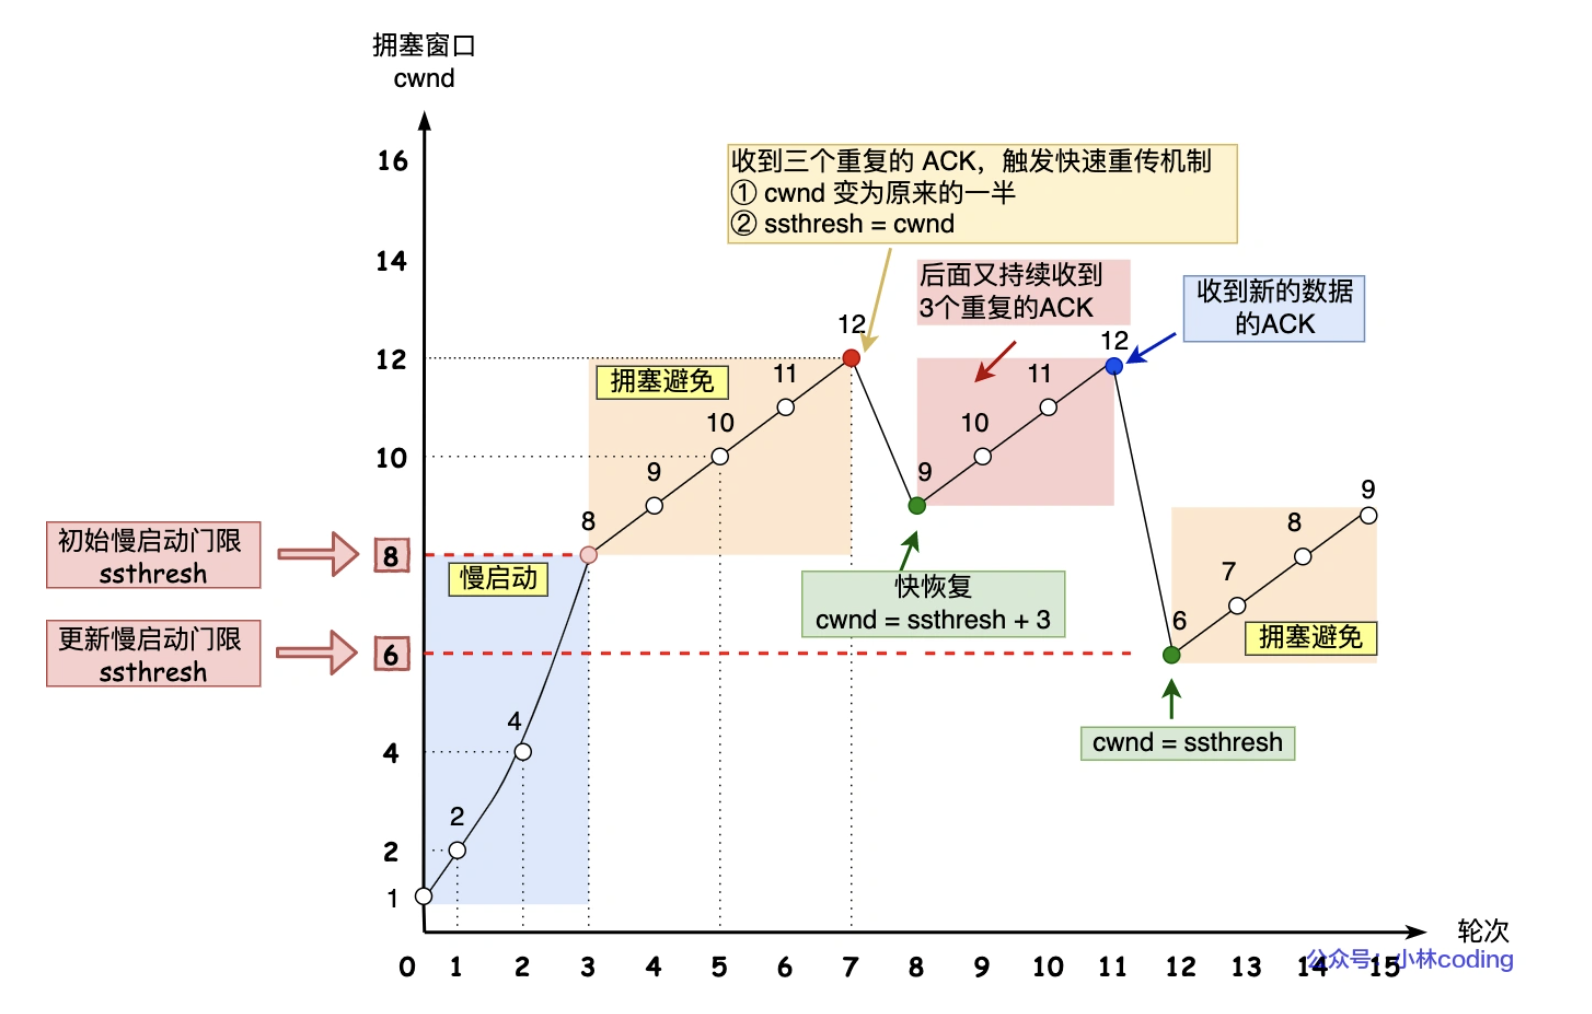 拥塞窗口
cwnd
16
收到三个重复的 ACK，触发快速重传机制
① cwnd 变为原来的一半
② ssthresh = cwnd
14
后面又持续收到
3个重复的ACK
收到新的数据
的ACK
12
12
12
拥塞避免
11
11
10
10
10
9
9
9
8
初始慢启动门限
ssthresh
8
慢启动
快恢复
cwnd = ssthresh + 3
8
7
6
拥塞避免
更新慢启动门限
ssthresh
6
4
4
cwnd = ssthresh
2
2
1
轮次
0 1 2 3 4 5 6 7 8 9 10 11 12 13 14 15
公众号：小林coding